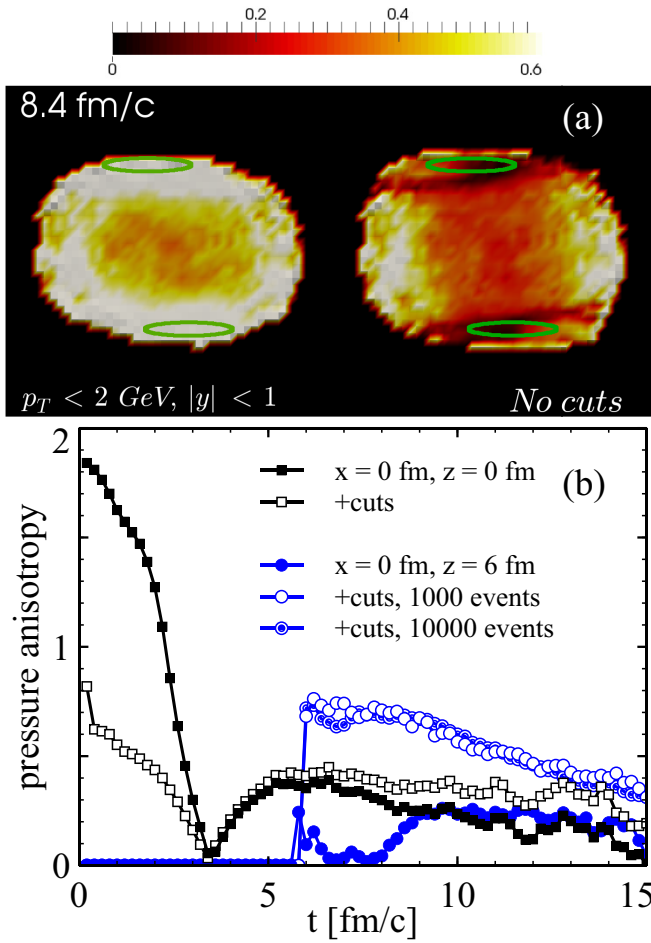 0.2 0.4
0 0.6
8.4 fm/c (a)
p_T < 2 GeV, |y| < 1 No cuts
2
x = 0 fm, z = 0 fm (b)
+cuts
x = 0 fm, z = 6 fm
+cuts, 1000 events
+cuts, 10000 events
1
pressure anisotropy
0
0 5 10 15
t [fm/c]